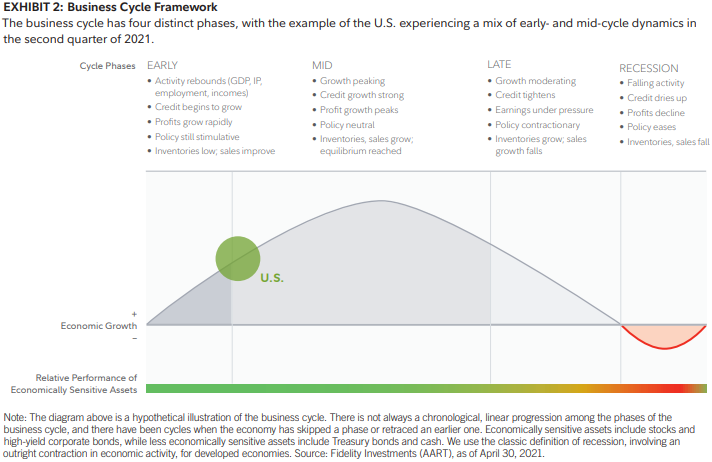 EXHIBIT 2: Business Cycle Framework
The business cycle has four distinct phases, with the example of the U.S. experiencing a mix of early- and mid-cycle dynamics in
the second quarter of 2021.
Cycle Phases
EARLY
• Activity rebounds (GDP, IP,
employment, incomes)
• Credit begins to grow
• Profits grow rapidly
• Policy still stimulative
• Inventories low; sales improve
MID
• Growth peaking
• Credit growth strong
• Profit growth peaks
• Policy neutral
• Inventories, sales grow;
equilibrium reached
LATE
• Growth moderating
• Credit tightens
• Earnings under pressure
• Policy contractionary
• Inventories grow; sales
growth falls
RECESSION
• Falling activity
• Credit dries up
• Profits decline
• Policy eases
• Inventories, sales fall
U.S.
+
Economic Growth
–
Relative Performance of
Economically Sensitive Assets
Note: The diagram above is a hypothetical illustration of the business cycle. There is not always a chronological, linear progression among the phases of the
business cycle, and there have been cycles when the economy has skipped a phase or retraced an earlier one. Economically sensitive assets include stocks and
high-yield corporate bonds, while less economically sensitive assets include Treasury bonds and cash. We use the classic definition of recession, involving an
outright contraction in economic activity, for developed economies. Source: Fidelity Investments (AART), as of April 30, 2021.